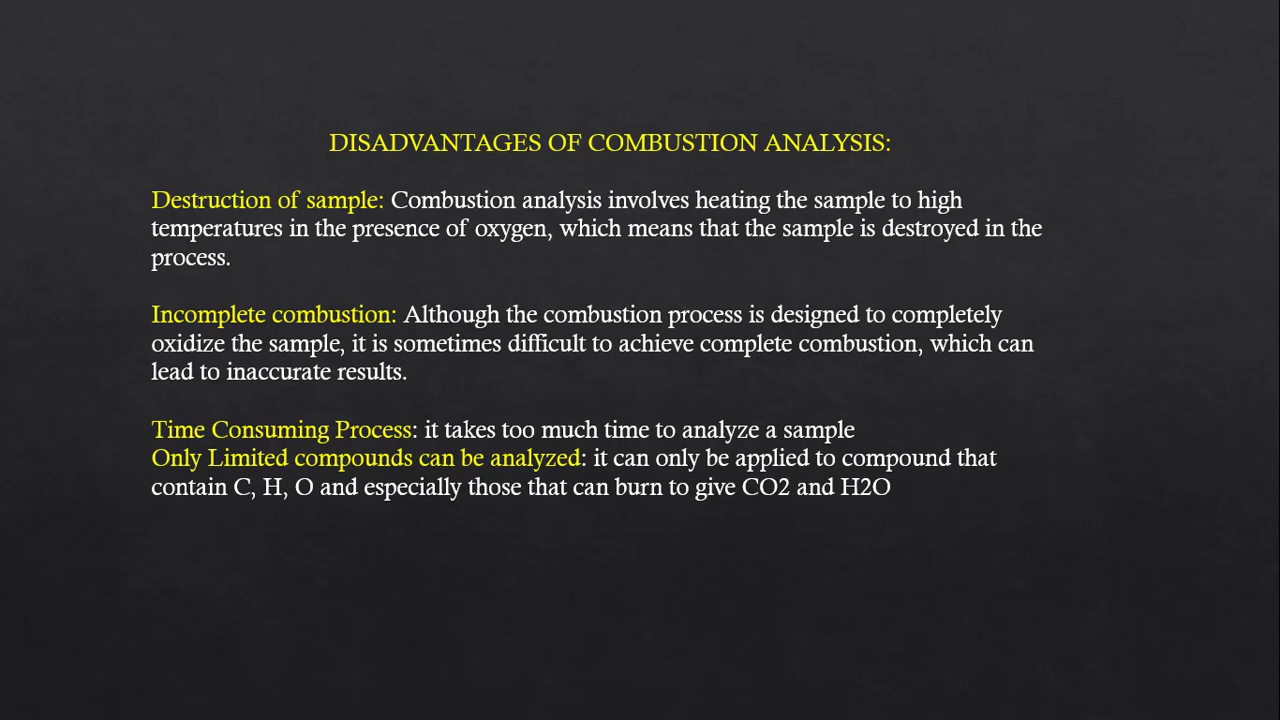 DISADVANTAGES OF COMBUSTION ANALYSIS:
Destruction of sample: Combustion analysis involves heating the sample to high
temperatures in the presence of oxygen, which means that the sample is destroyed in the
process.
Incomplete combustion: Although the combustion process is designed to completely
oxidize the sample, it is sometimes difficult to achieve complete combustion, which can
lead to inaccurate results.
Time Consuming Process: it takes too much time to analyze a sample
Only Limited compounds can be analyzed: it can only be applied to compound that
contain C, H, O and especially those that can burn to give CO2 and H2O